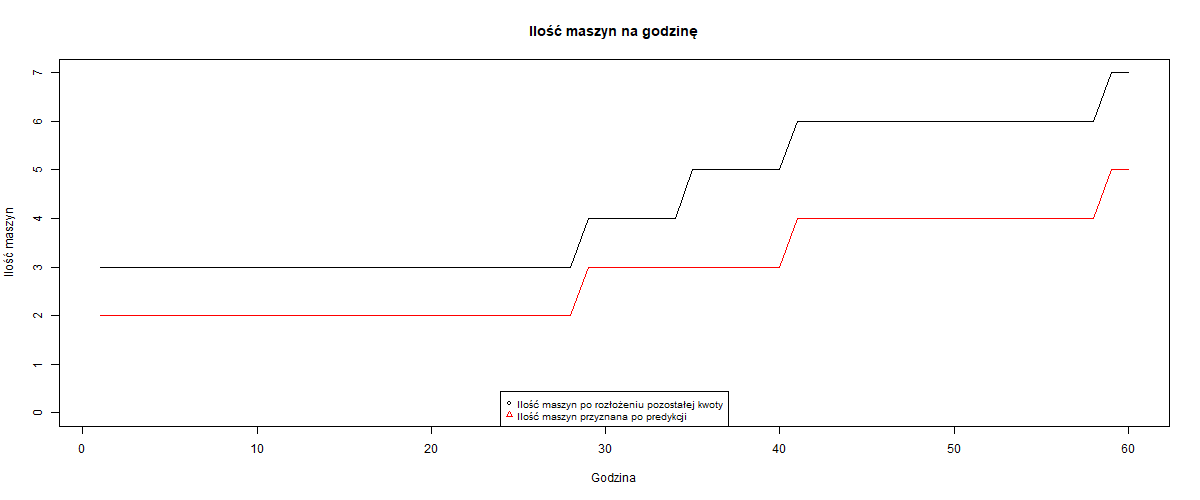 Ilość maszyn na godzinę
Ilość maszyn
7
6
5
4
3
2
1
0
Ilość maszyn po rozłożeniu pozostałej kwoty
Ilość maszyn przyznana po predykcji
0 10 20 30 40 50 60
Godzina